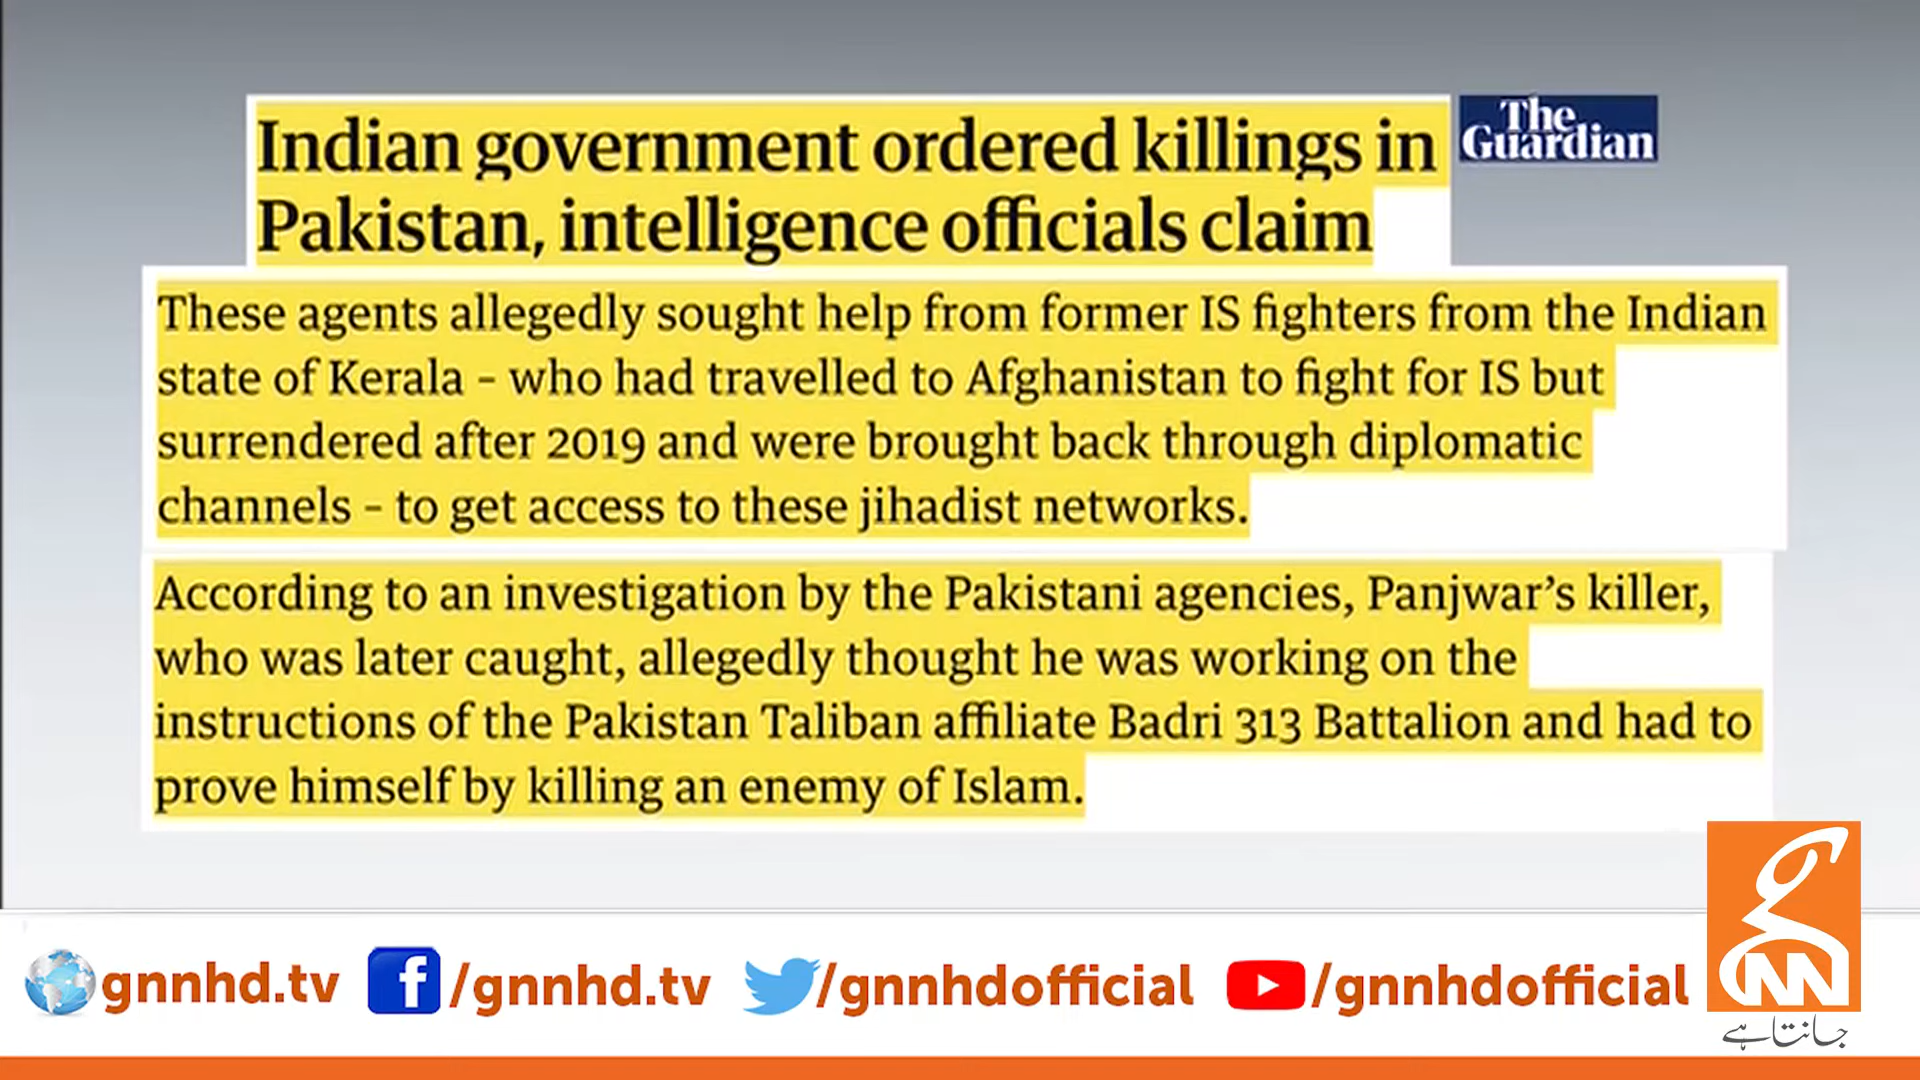 Indian government ordered killings in
Pakistan, intelligence officials claim
The
Guardian
These agents allegedly sought help from former IS fighters from the Indian
state of Kerala - who had travelled to Afghanistan to fight for IS but
surrendered after 2019 and were brought back through diplomatic
channels - to get access to these jihadist networks.
According to an investigation by the Pakistani agencies, Panjwar's killer,
who was later caught, allegedly thought he was working on the
instructions of the Pakistan Taliban affiliate Badri 313 Battalion and had to
prove himself by killing an enemy of Islam.
gnnhd.tv
f /gnnhd.tv
/gnnhdofficial
/gnnhdofficial
GNN
جانتا ہے